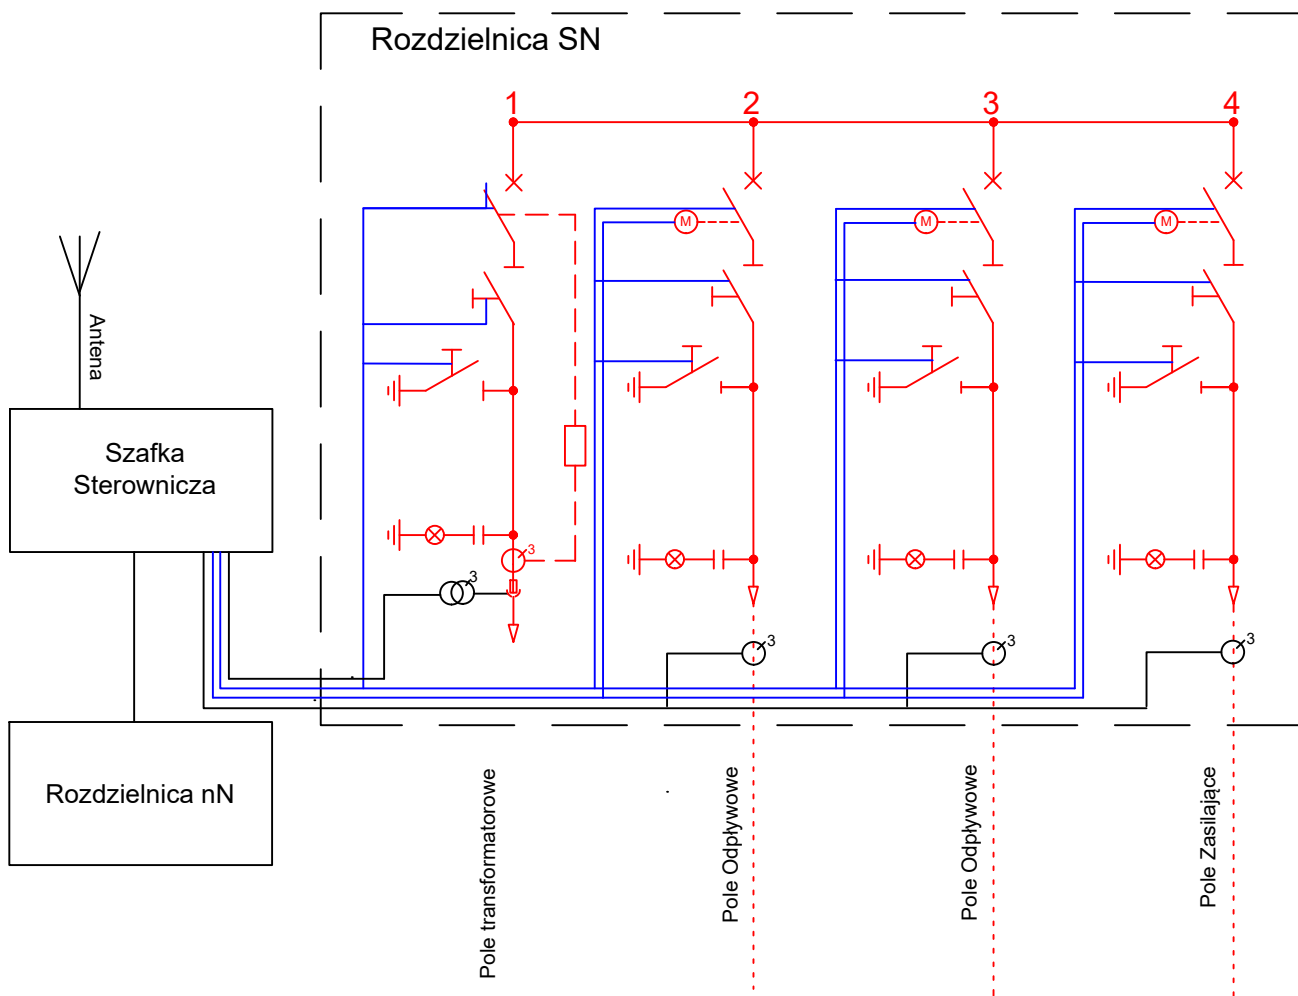 Rozdzielnica SN
1
2
3
4
M
M
M
Antena
Szafka
Sterownicza
3
3
3
3
3
Rozdzielnica nN
Pole transformatorowe
Pole Odpływowe
Pole Odpływowe
Pole Zasilające